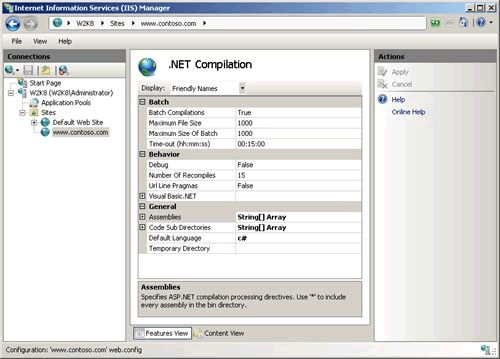 Internet Information Services (IIS) Manager
W2K8 Sites www.contoso.com
File View Help
Connections
Start Page
W2K8 (W2K8\Administrator)
Application Pools
Sites
Default Web Site
www.contoso.com
.NET Compilation
Display: Friendly Names
Batch
Batch Compilations True
Maximum File Size 1000
Maximum Size Of Batch 1000
Time-out (hh:mm:ss) 00:15:00
Behavior
Debug False
Number Of Recompiles 15
Url Line Pragmas False
Visual Basic.NET
General
Assemblies String[] Array
Code Sub Directories String[] Array
Default Language c#
Temporary Directory
Assemblies
Specifies ASP.NET compilation processing directives. Use '*' to include
every assembly in the bin directory.
Features View Content View
Actions
Apply
Cancel
Help
Online Help
Configuration: 'www.contoso.com' web.config